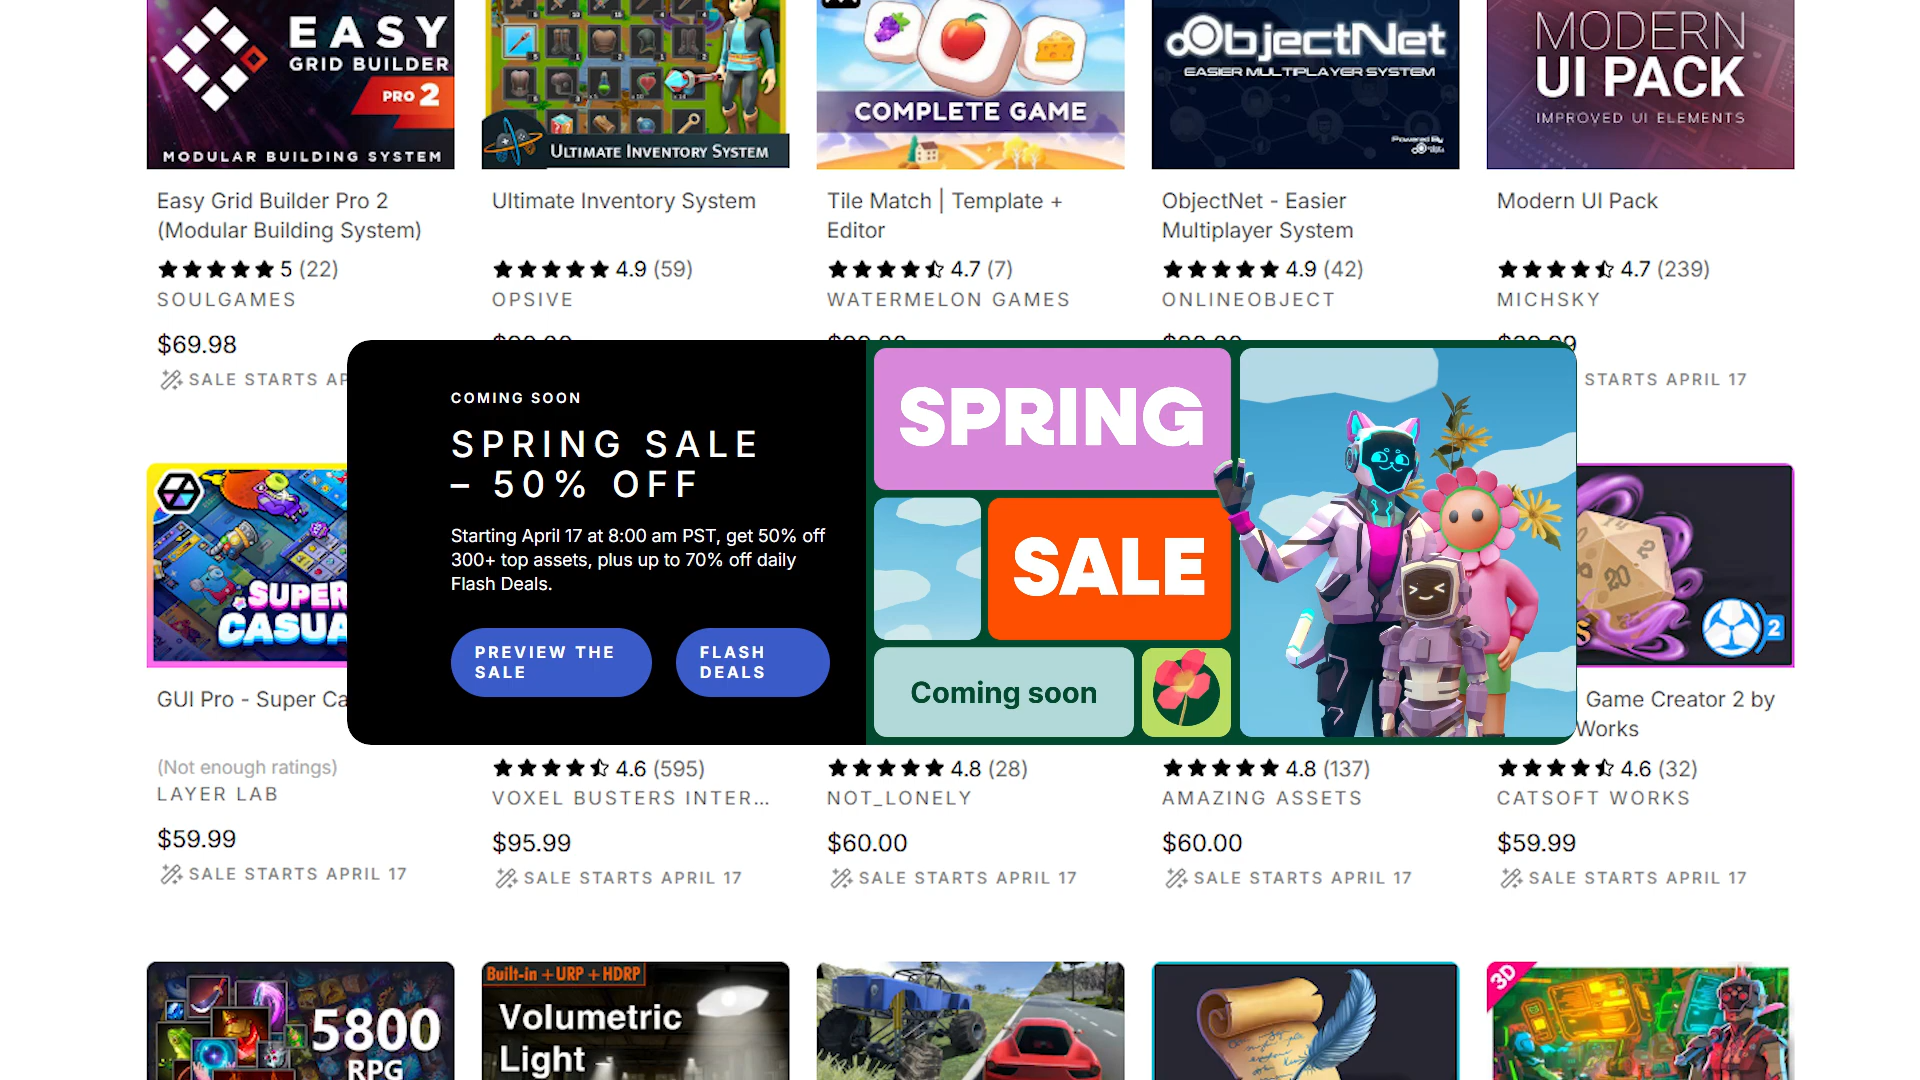 EASY
GRID BUILDER
PRO 2
MODULAR BUILDING SYSTEM
ULTIMATE INVENTORY SYSTEM
COMPLETE GAME
ObjectNet
EASIER MULTIPLAYER SYSTEM
Powered By
MODERN
UI PACK
IMPROVED UI ELEMENTS
Easy Grid Builder Pro 2
(Modular Building System)
5 (22)
SOULGAMES
$69.98
SALE STARTS AP
Ultimate Inventory System
4.9 (59)
OPSIVE
Tile Match | Template +
Editor
4.7 (7)
WATERMELON GAMES
ObjectNet - Easier
Multiplayer System
4.9 (42)
ONLINEOBJECT
Modern UI Pack
4.7 (239)
MICHSKY
STARTS APRIL 17
COMING SOON
SPRING SALE
– 50% OFF
Starting April 17 at 8:00 am PST, get 50% off
300+ top assets, plus up to 70% off daily
Flash Deals.
PREVIEW THE
SALE
FLASH
DEALS
SPRING
SALE
Coming soon
SUPER
CASUA
20
2
GUI Pro - Super Ca
(Not enough ratings)
LAYER LAB
$59.99
SALE STARTS APRIL 17
4.6 (595)
VOXEL BUSTERS INTER...
$95.99
SALE STARTS APRIL 17
4.8 (28)
NOT_LONELY
$60.00
SALE STARTS APRIL 17
4.8 (137)
AMAZING ASSETS
$60.00
SALE STARTS APRIL 17
Game Creator 2 by
Works
4.6 (32)
CATSOFT WORKS
$59.99
SALE STARTS APRIL 17
5800
RPG
Built-in + URP + HDRP
Volumetric
Light
3D